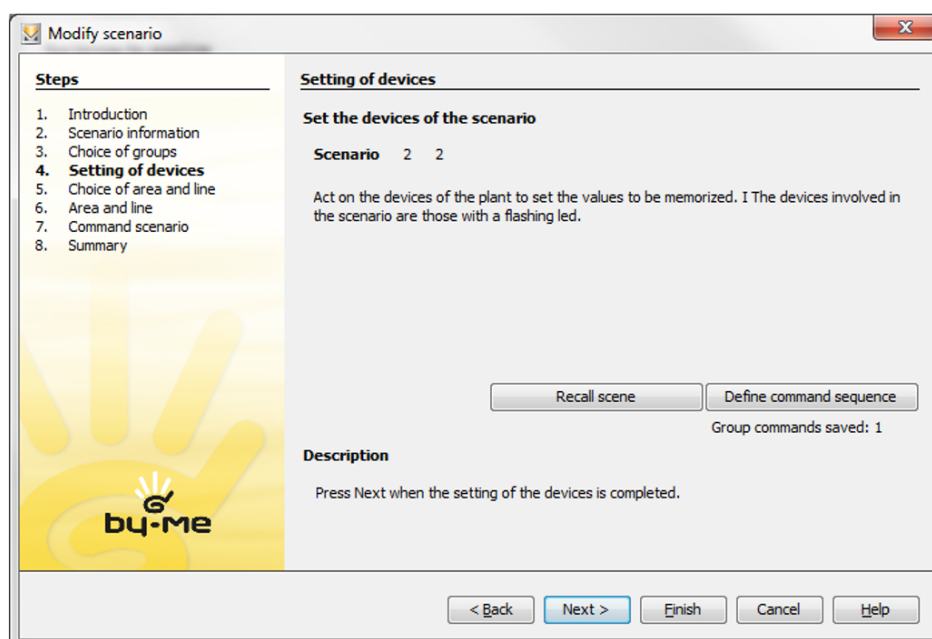 Modify scenario
Steps
1. Introduction
2. Scenario information
3. Choice of groups
4. Setting of devices
5. Choice of area and line
6. Area and line
7. Command scenario
8. Summary
by-me
Setting of devices
Set the devices of the scenario
Scenario 2 2
Act on the devices of the plant to set the values to be memorized. I The devices involved in
the scenario are those with a flashing led.
Recall scene Define command sequence
Group commands saved: 1
Description
Press Next when the setting of the devices is completed.
< Back Next > Finish Cancel Help